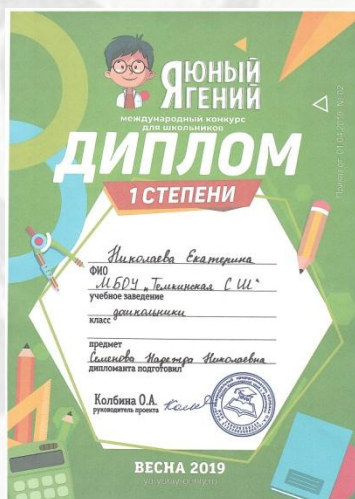 Я ЮНЫЙ
ГЕНИЙ
международный конкурс
для школьников
ДИПЛОМ
1 СТЕПЕНИ
Николаева Екатерина
ФИО
МБОУ "Темкинская СШ"
учебное заведение
дошкольники
класс
предмет
Семенова Надежда Николаевна
дипломанта подготовил
Колбина О.А.
руководитель проекта
ВЕСНА 2019